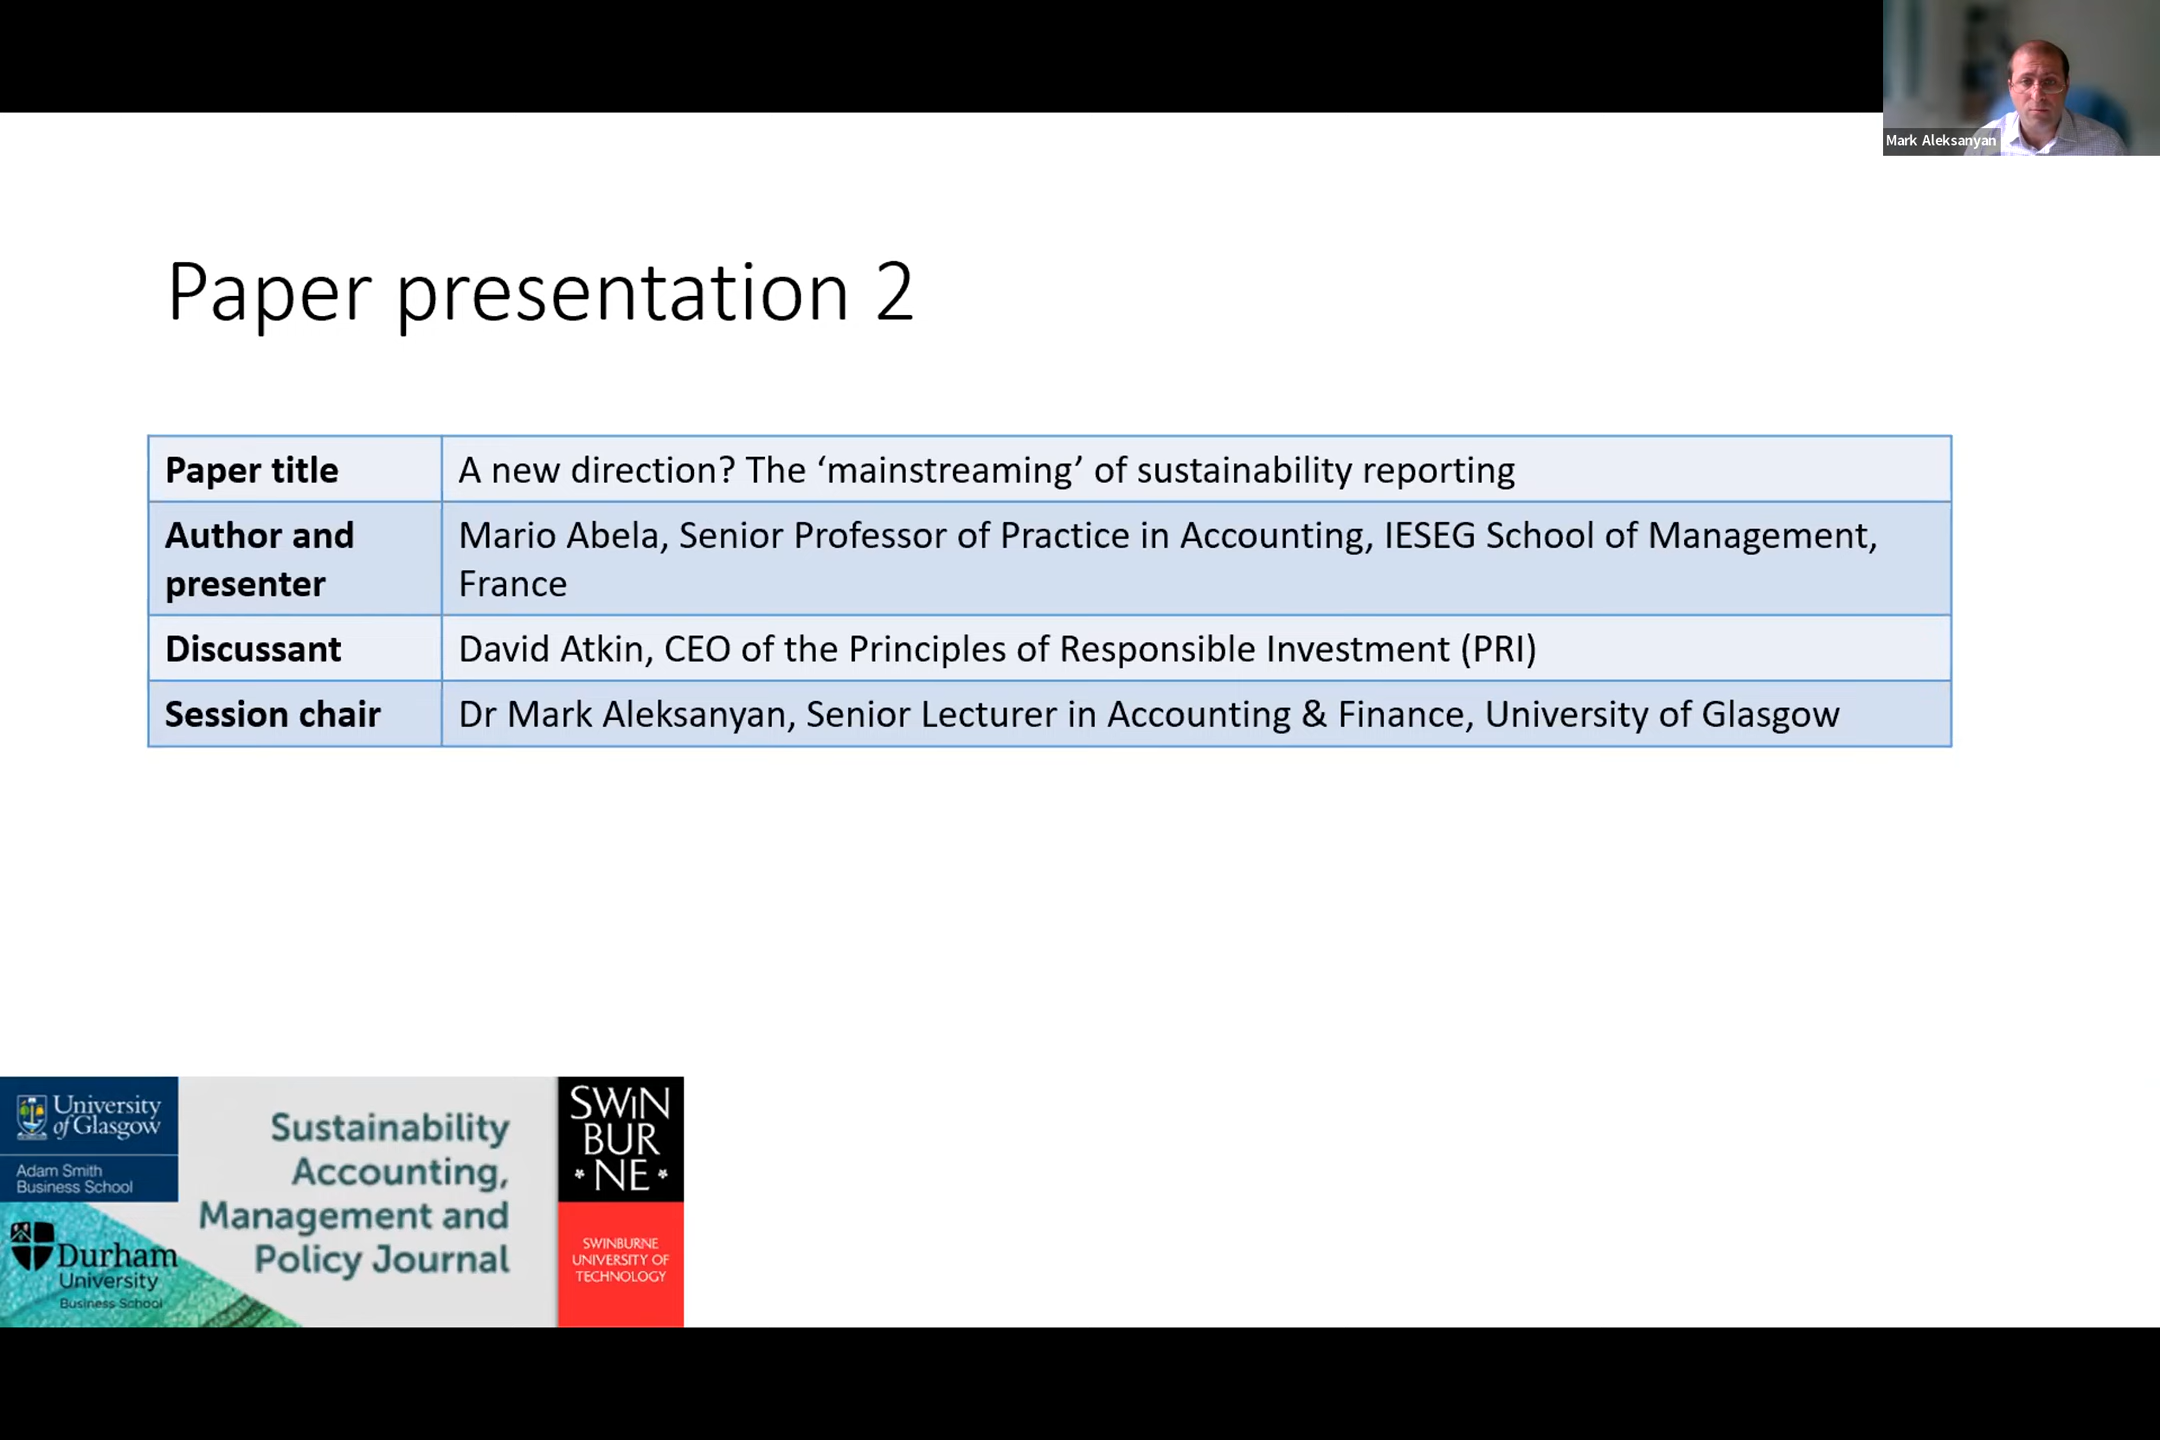 Mark Aleksanyan
Paper presentation 2
Paper title
A new direction? The ‘mainstreaming’ of sustainability reporting
Author and
presenter
Mario Abela, Senior Professor of Practice in Accounting, IESEG School of Management,
France
Discussant
David Atkin, CEO of the Principles of Responsible Investment (PRI)
Session chair
Dr Mark Aleksanyan, Senior Lecturer in Accounting & Finance, University of Glasgow
University
of Glasgow
Adam Smith
Business School
Durham
University
Business School
Sustainability
Accounting,
Management and
Policy Journal
SWIN
BUR
* NE *
SWINBURNE
UNIVERSITY OF
TECHNOLOGY